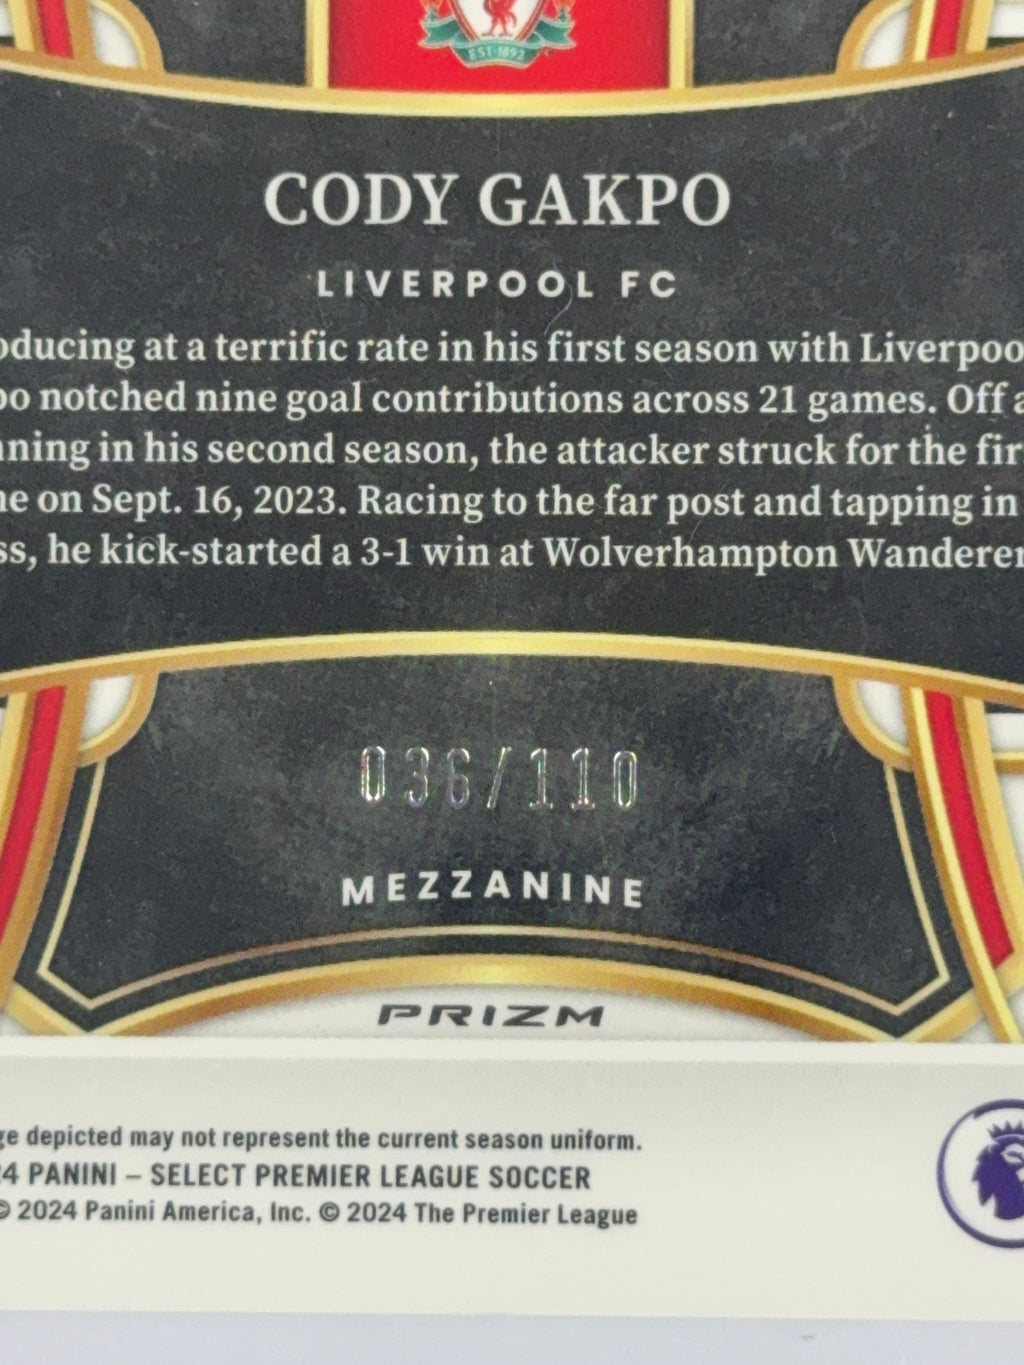 EST·1892
CODY GAKPO
LIVERPOOL FC
oducing at a terrific rate in his first season with Liverpoo
po notched nine goal contributions across 21 games. Off a
ning in his second season, the attacker struck for the fir
e on Sept. 16, 2023. Racing to the far post and tapping in
ss, he kick-started a 3-1 win at Wolverhampton Wanderer
036/110
MEZZANINE
PRIZM
ge depicted may not represent the current season uniform.
24 PANINI – SELECT PREMIER LEAGUE SOCCER
© 2024 Panini America, Inc. © 2024 The Premier League